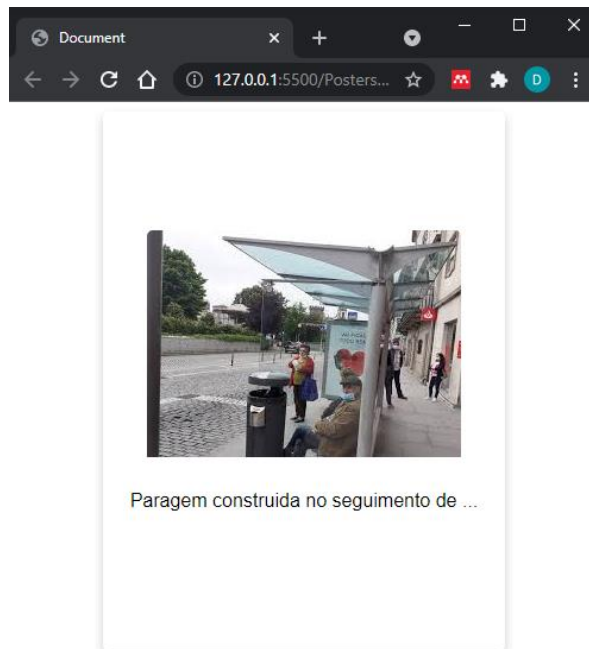 Document
127.0.0.1:5500/Posters...
D
Paragem construida no seguimento de ...